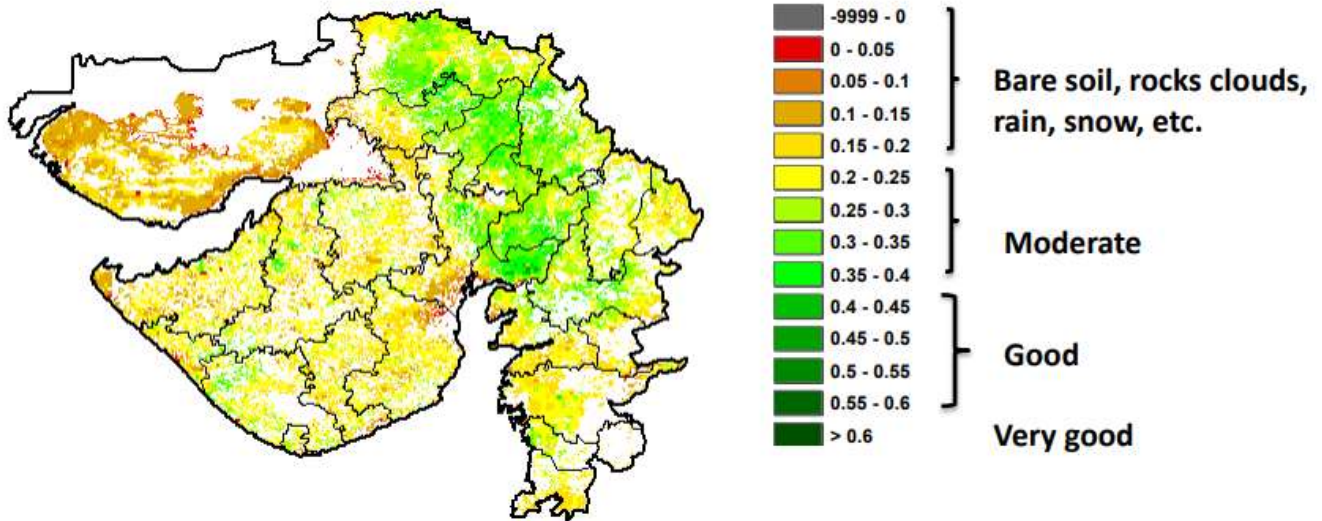 -9999 - 0
0 - 0.05
0.05 - 0.1
0.1 - 0.15
0.15 - 0.2
Bare soil, rocks clouds,
rain, snow, etc.
0.2 - 0.25
0.25 - 0.3
0.3 - 0.35
0.35 - 0.4
Moderate
0.4 - 0.45
0.45 - 0.5
0.5 - 0.55
0.55 - 0.6
Good
> 0.6
Very good